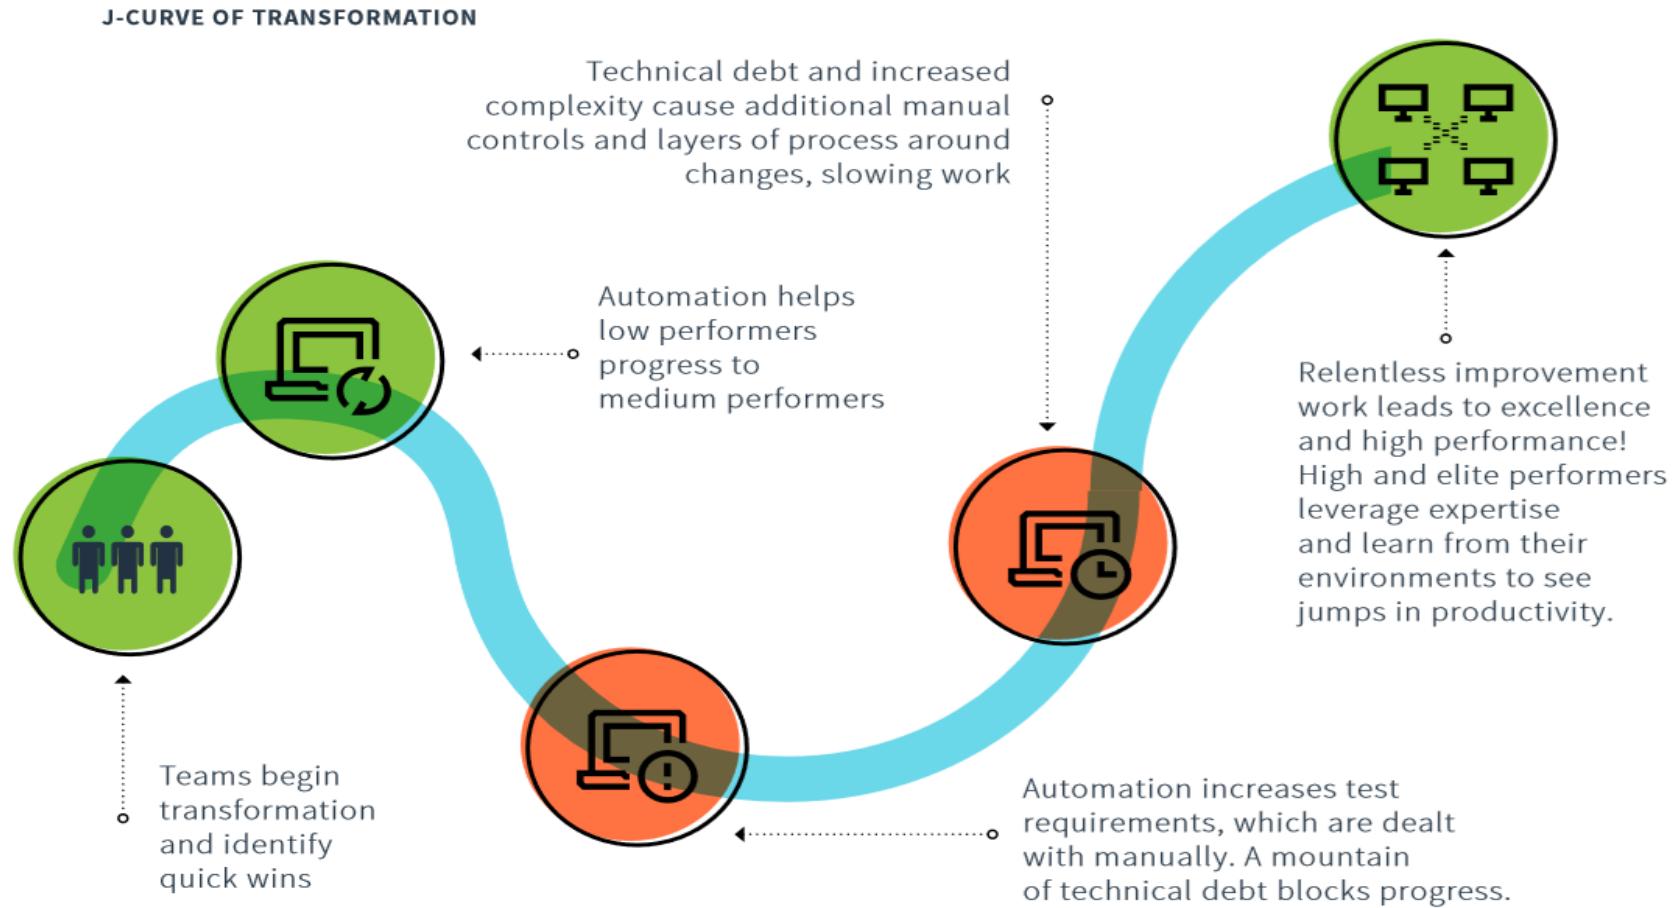 J-CURVE OF TRANSFORMATION
Technical debt and increased
complexity cause additional manual
controls and layers of process around
changes, slowing work
Automation helps
low performers
progress to
medium performers
Relentless improvement
work leads to excellence
and high performance!
High and elite performers
leverage expertise
and learn from their
environments to see
jumps in productivity.
Teams begin
transformation
and identify
quick wins
Automation increases test
requirements, which are dealt
with manually. A mountain
of technical debt blocks progress.